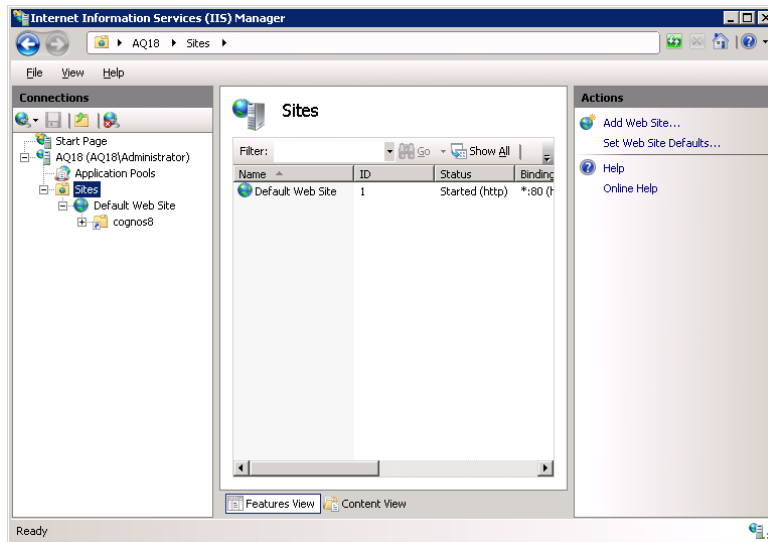 Internet Information Services (IIS) Manager
AQ18 Sites
File View Help
Connections
Start Page
AQ18 (AQ18\Administrator)
Application Pools
Sites
Default Web Site
cognos8
Sites
Filter: Go Show All
Name ID Status Binding
Default Web Site 1 Started (http) *:80 (h
Features View Content View
Actions
Add Web Site...
Set Web Site Defaults...
Help
Online Help
Ready